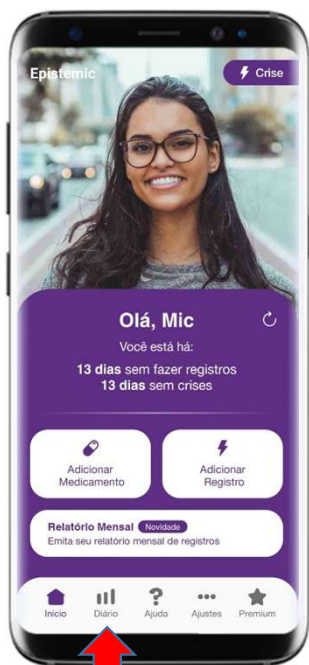 Epistemic
Crise
Olá, Mic
Você está há:
13 dias sem fazer registros
13 dias sem crises
Adicionar
Medicamento
Adicionar
Registro
Relatório Mensal Novidade
Emita seu relatório mensal de registros
Início Diário Ajuda Ajustes Premium